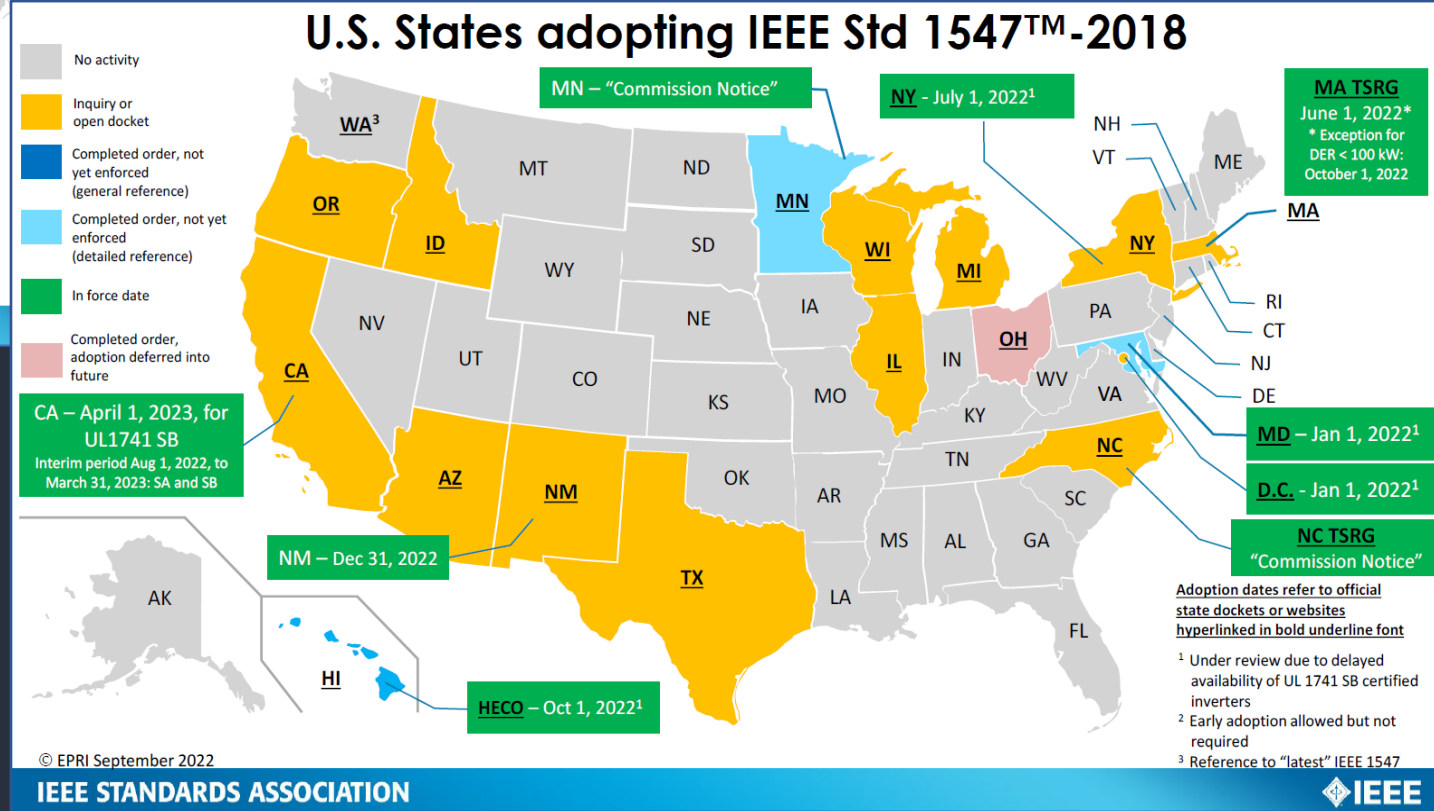 U.S. States adopting IEEE Std 1547™-2018
No activity
Inquiry or
open docket
Completed order, not
yet enforced
(general reference)
Completed order, not yet
enforced
(detailed reference)
In force date
Completed order,
adoption deferred into
future
MN – “Commission Notice”
NY - July 1, 2022¹
MA TSRG
June 1, 2022*
* Exception for
DER < 100 kW:
October 1, 2022
WA³
MT
ND
MN
NH
VT
ME
MA
OR
ID
SD
WI
MI
NY
WY
IA
NE
PA
RI
CT
NJ
DE
NV
UT
CO
IL
IN
OH
WV
VA
CA
KS
MO
KY
CA – April 1, 2023, for
UL1741 SB
Interim period Aug 1, 2022, to
March 31, 2023: SA and SB
MD – Jan 1, 2022¹
D.C. - Jan 1, 2022¹
NC
TN
AZ
NM
OK
AR
SC
NC TSRG
“Commission Notice”
NM – Dec 31, 2022
TX
MS
AL
GA
LA
FL
AK
HI
HECO – Oct 1, 2022¹
Adoption dates refer to official
state dockets or websites
hyperlinked in bold underline font
¹ Under review due to delayed
availability of UL 1741 SB certified
inverters
² Early adoption allowed but not
required
³ Reference to “latest” IEEE 1547
© EPRI September 2022
IEEE STANDARDS ASSOCIATION
IEEE